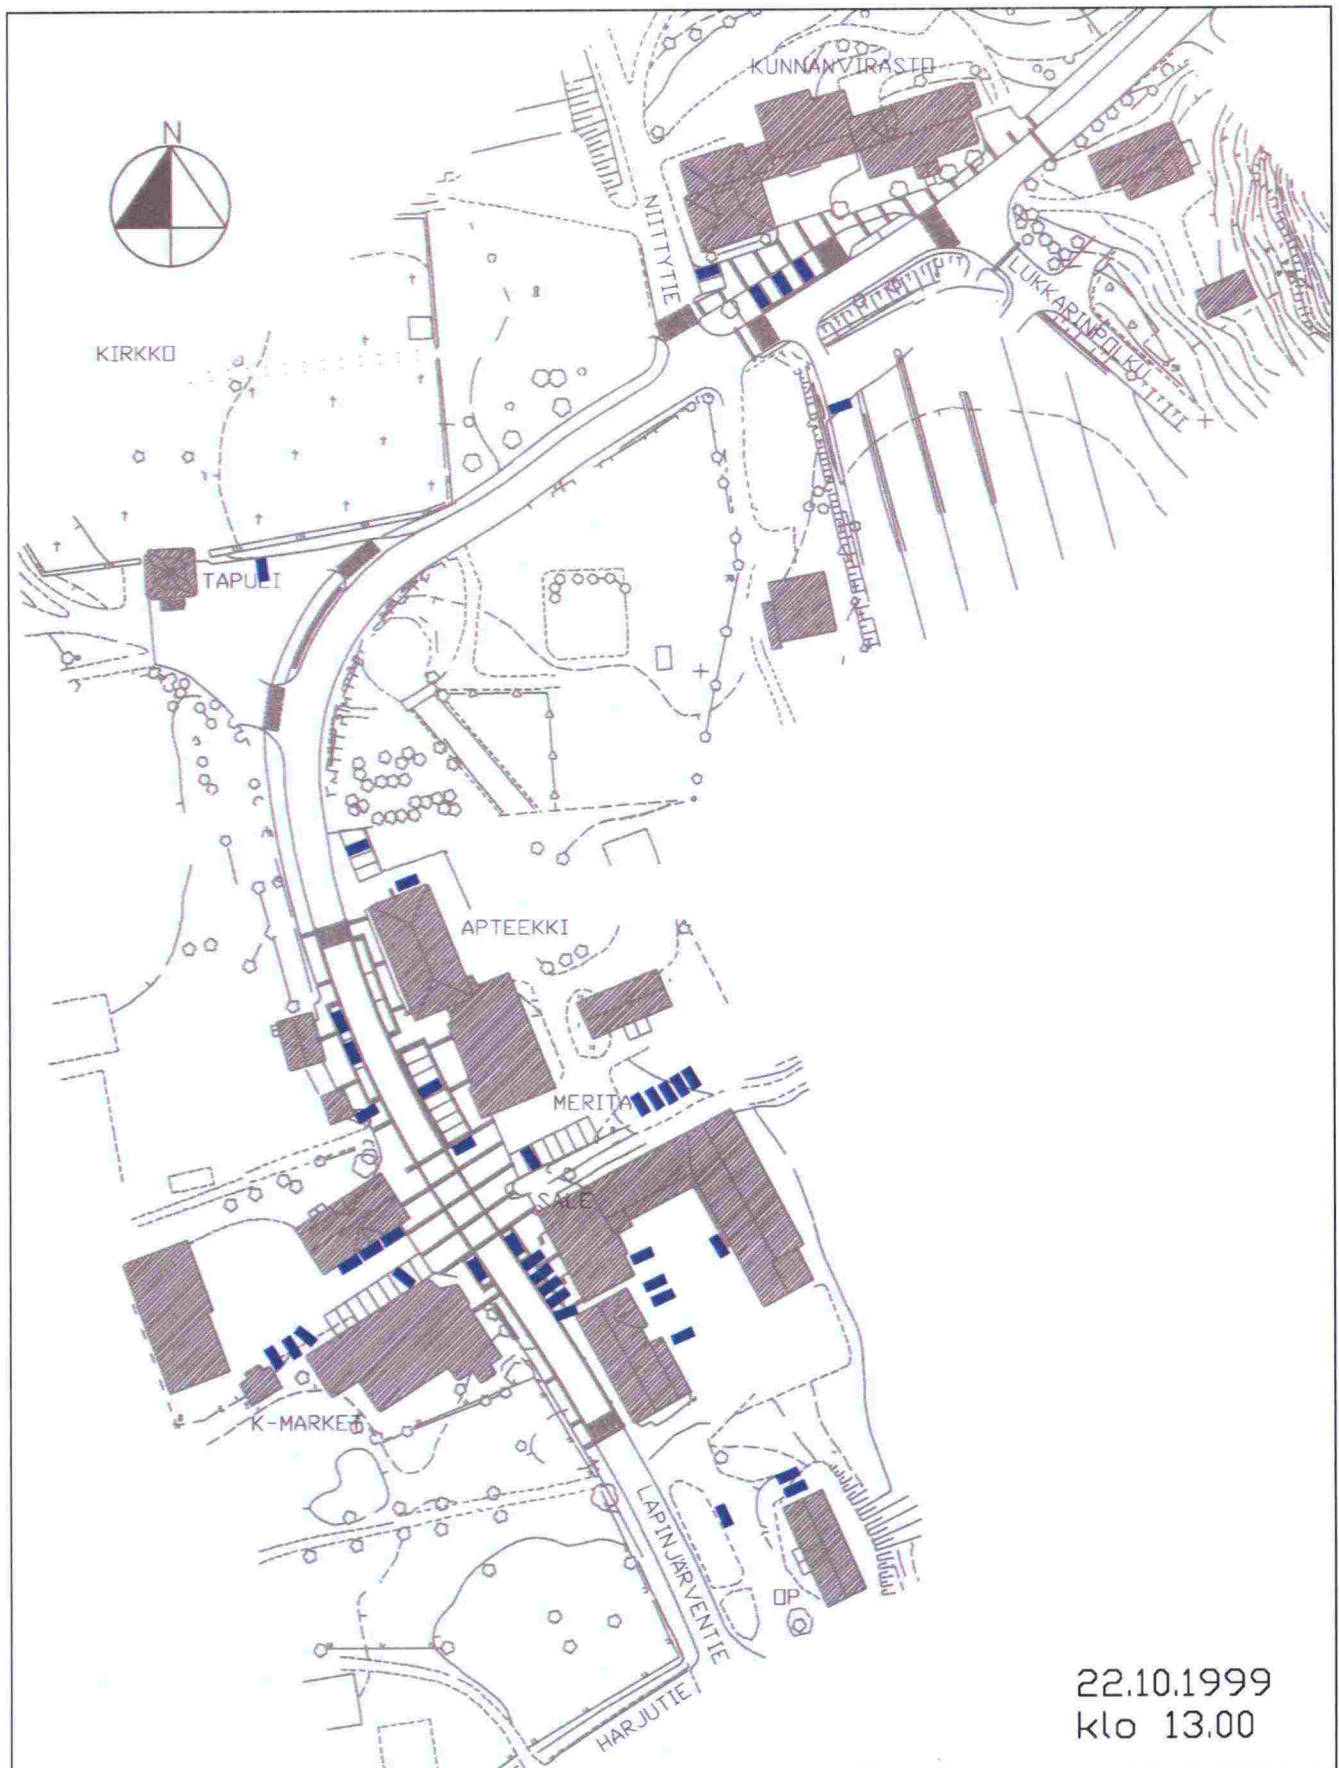 KUNNANVIRASTO
N
NIITTYTIE
LUKKARINPOLKU
KIRKKO
TAPULI
APTEEKKI
MERITA
SALE
K-MARKET
LAPINJÄRVENTIE
OP
HARJUTIE
22.10.1999
klo 13.00